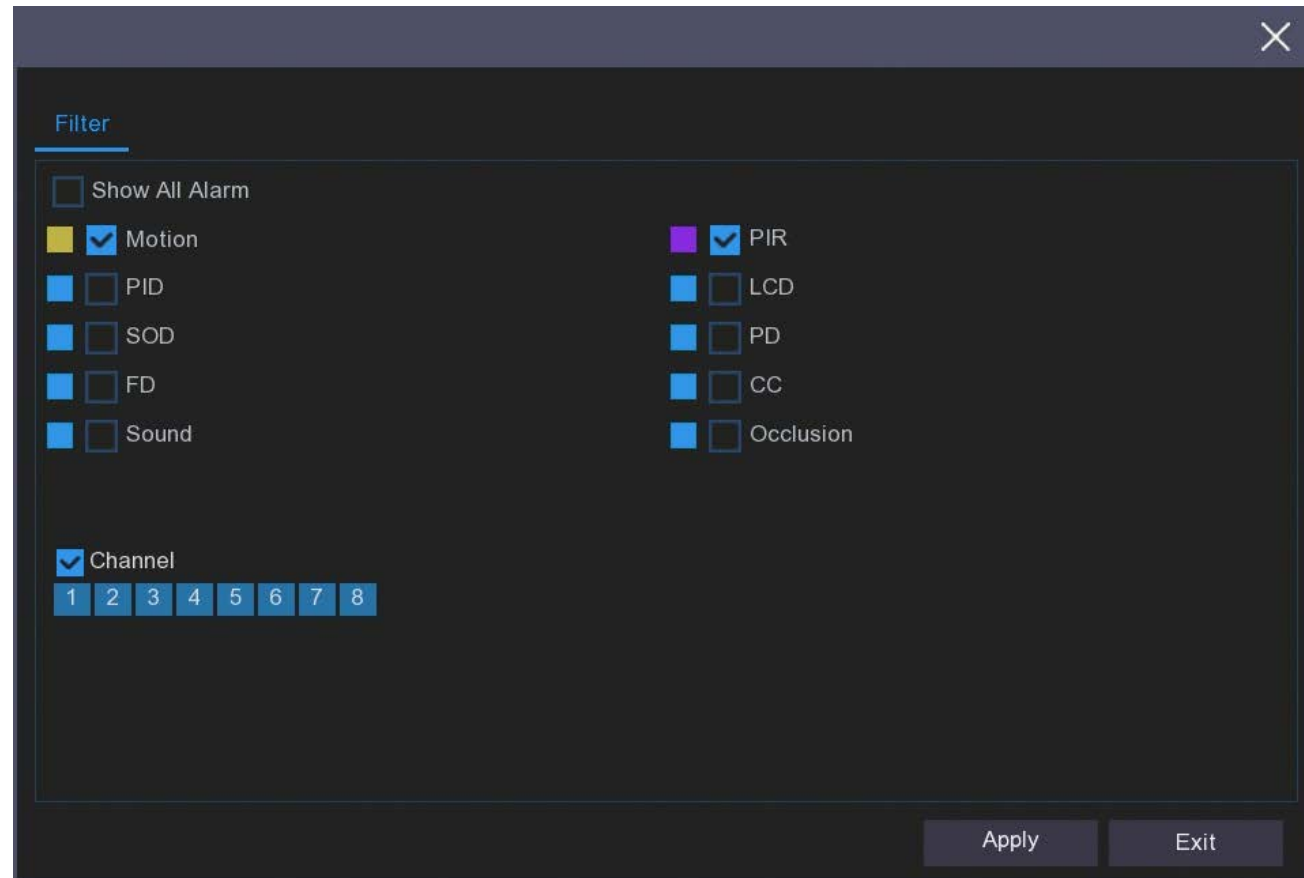 Filter
Show All Alarm
Motion PIR
PID LCD
SOD PD
FD CC
Sound Occlusion
Channel
1 2 3 4 5 6 7 8
Apply Exit